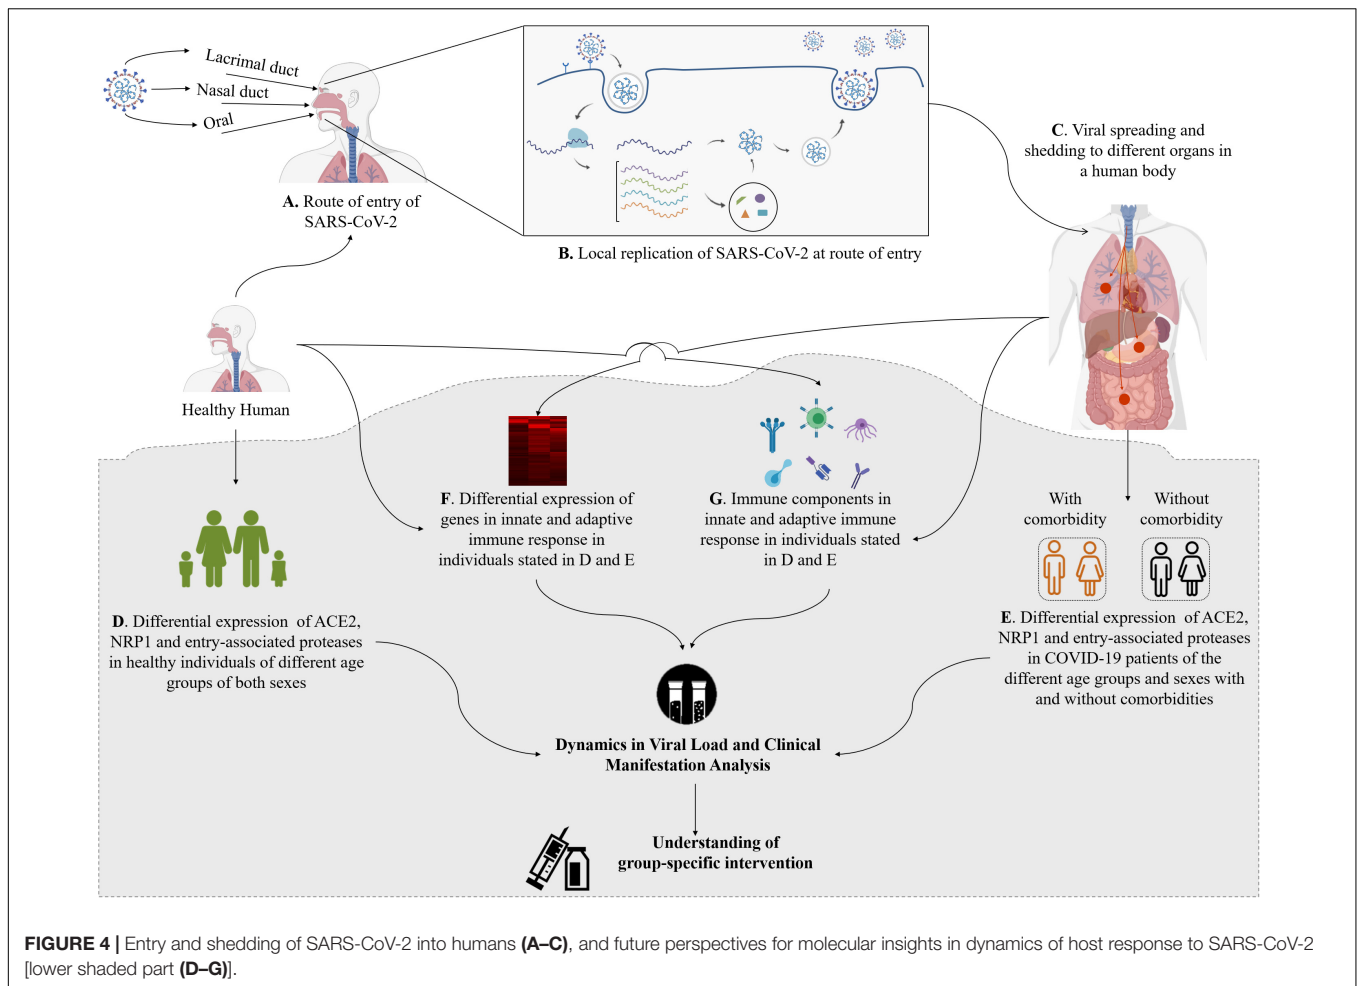 Lacrimal duct
Nasal duct
Oral
A. Route of entry of
SARS-CoV-2
B. Local replication of SARS-CoV-2 at route of entry
C. Viral spreading and
shedding to different organs in
a human body
Healthy Human
F. Differential expression of
genes in innate and adaptive
immune response in
individuals stated in D and E
G. Immune components in
innate and adaptive immune
response in individuals stated
in D and E
With
comorbidity
Without
comorbidity
D. Differential expression of ACE2,
NRP1 and entry-associated proteases
in healthy individuals of different age
groups of both sexes
E. Differential expression of ACE2,
NRP1 and entry-associated proteases
in COVID-19 patients of the
different age groups and sexes with
and without comorbidities
Dynamics in Viral Load and Clinical
Manifestation Analysis
Understanding of
group-specific intervention
FIGURE 4 | Entry and shedding of SARS-CoV-2 into humans (A–C), and future perspectives for molecular insights in dynamics of host response to SARS-CoV-2
[lower shaded part (D–G)].